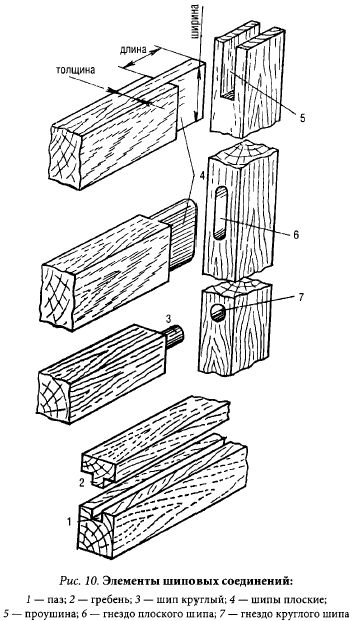 ширина
длина
толщина
5
4
6
7
3
2
1
Рис. 10. Элементы шиповых соединений:
1 — паз; 2 — гребень; 3 — шип круглый; 4 — шипы плоские;
5 — проушина; 6 — гнездо плоского шипа; 7 — гнездо круглого шипа